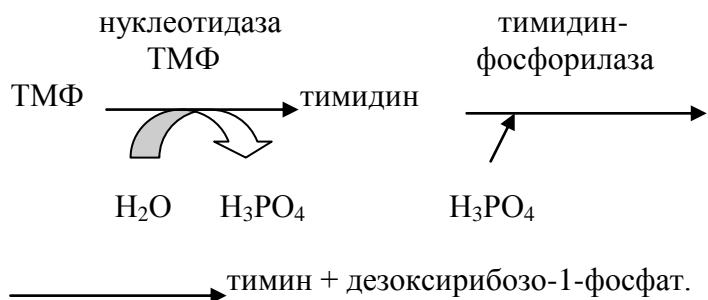 нуклеотидаза тимидин-
ТМФ фосфорилаза
ТМФ тимидин
H₂O H₃PO₄ H₃PO₄
тимин + дезоксирибозо-1-фосфат.